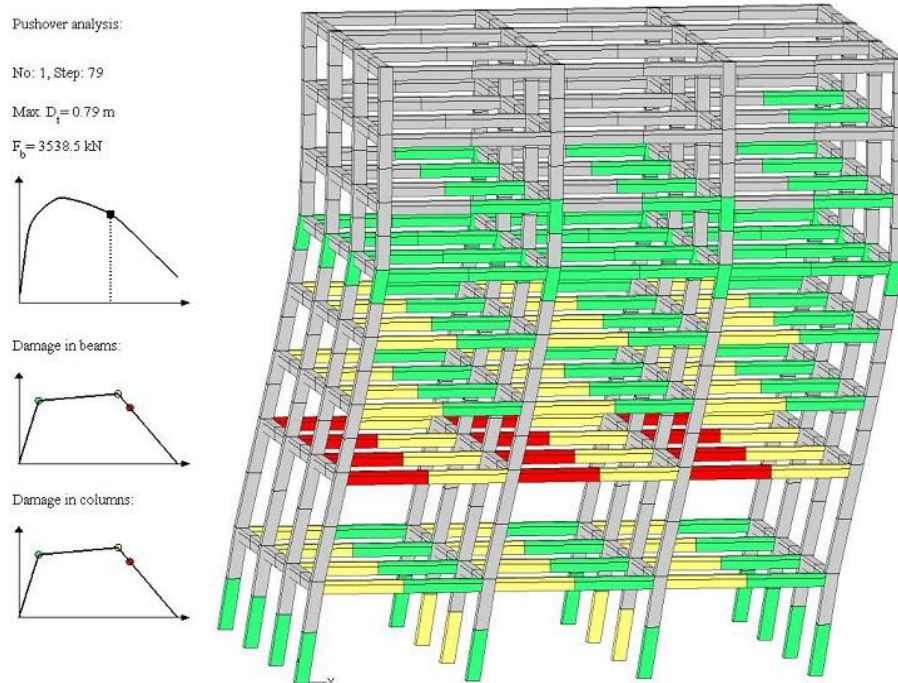 Pushover analysis:
No: 1, Step: 79
Max. D_t = 0.79 m
F_b = 3538.5 kN
Damage in beams:
Damage in columns:
X